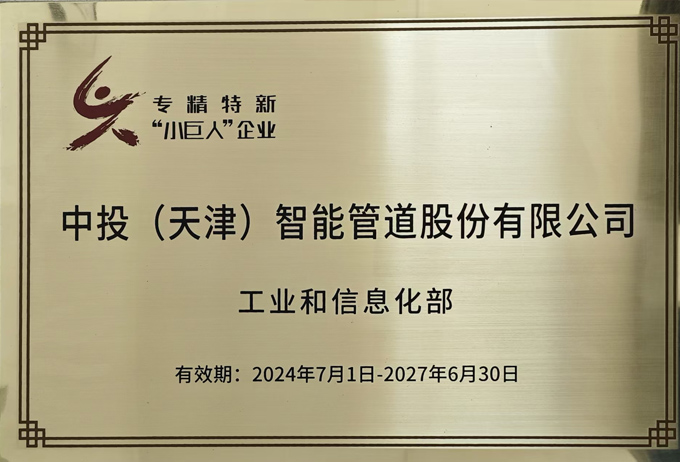 专精特新
“小巨人”企业
中投（天津）智能管道股份有限公司
工业和信息化部
有效期：2024年7月1日-2027年6月30日